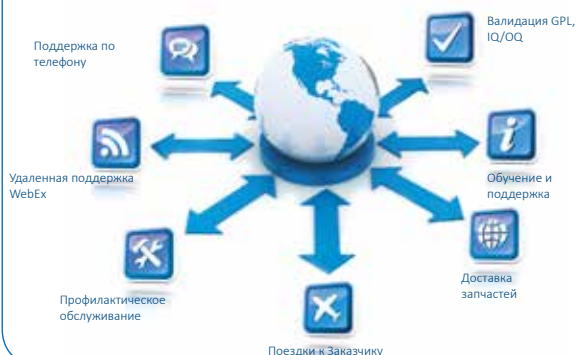 Поддержка по
телефону
Валидация GPL,
IQ/OQ
Удаленная поддержка
WebEx
Обучение и
поддержка
Профилактическое
обслуживание
Доставка
запчастей
Поездки к Заказчику